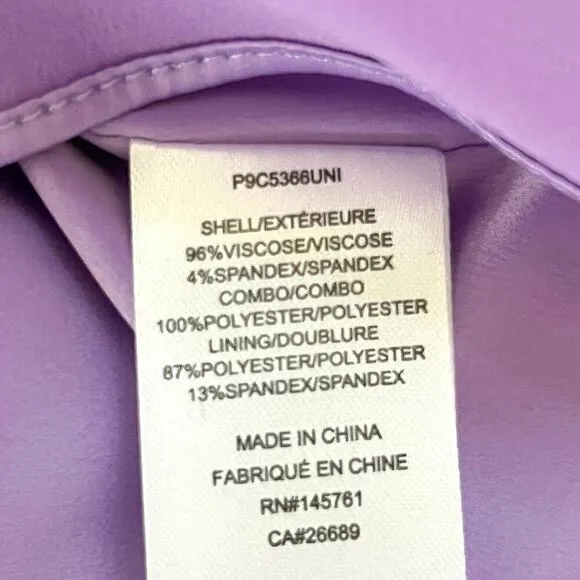 P9C5366UNI
SHELL/EXTÉRIEURE
96%VISCOSE/VISCOSE
4%SPANDEX/SPANDEX
COMBO/COMBO
100%POLYESTER/POLYESTER
LINING/DOUBLURE
87%POLYESTER/POLYESTER
13%SPANDEX/SPANDEX
MADE IN CHINA
FABRIQUÉ EN CHINE
RN#145761
CA#26689